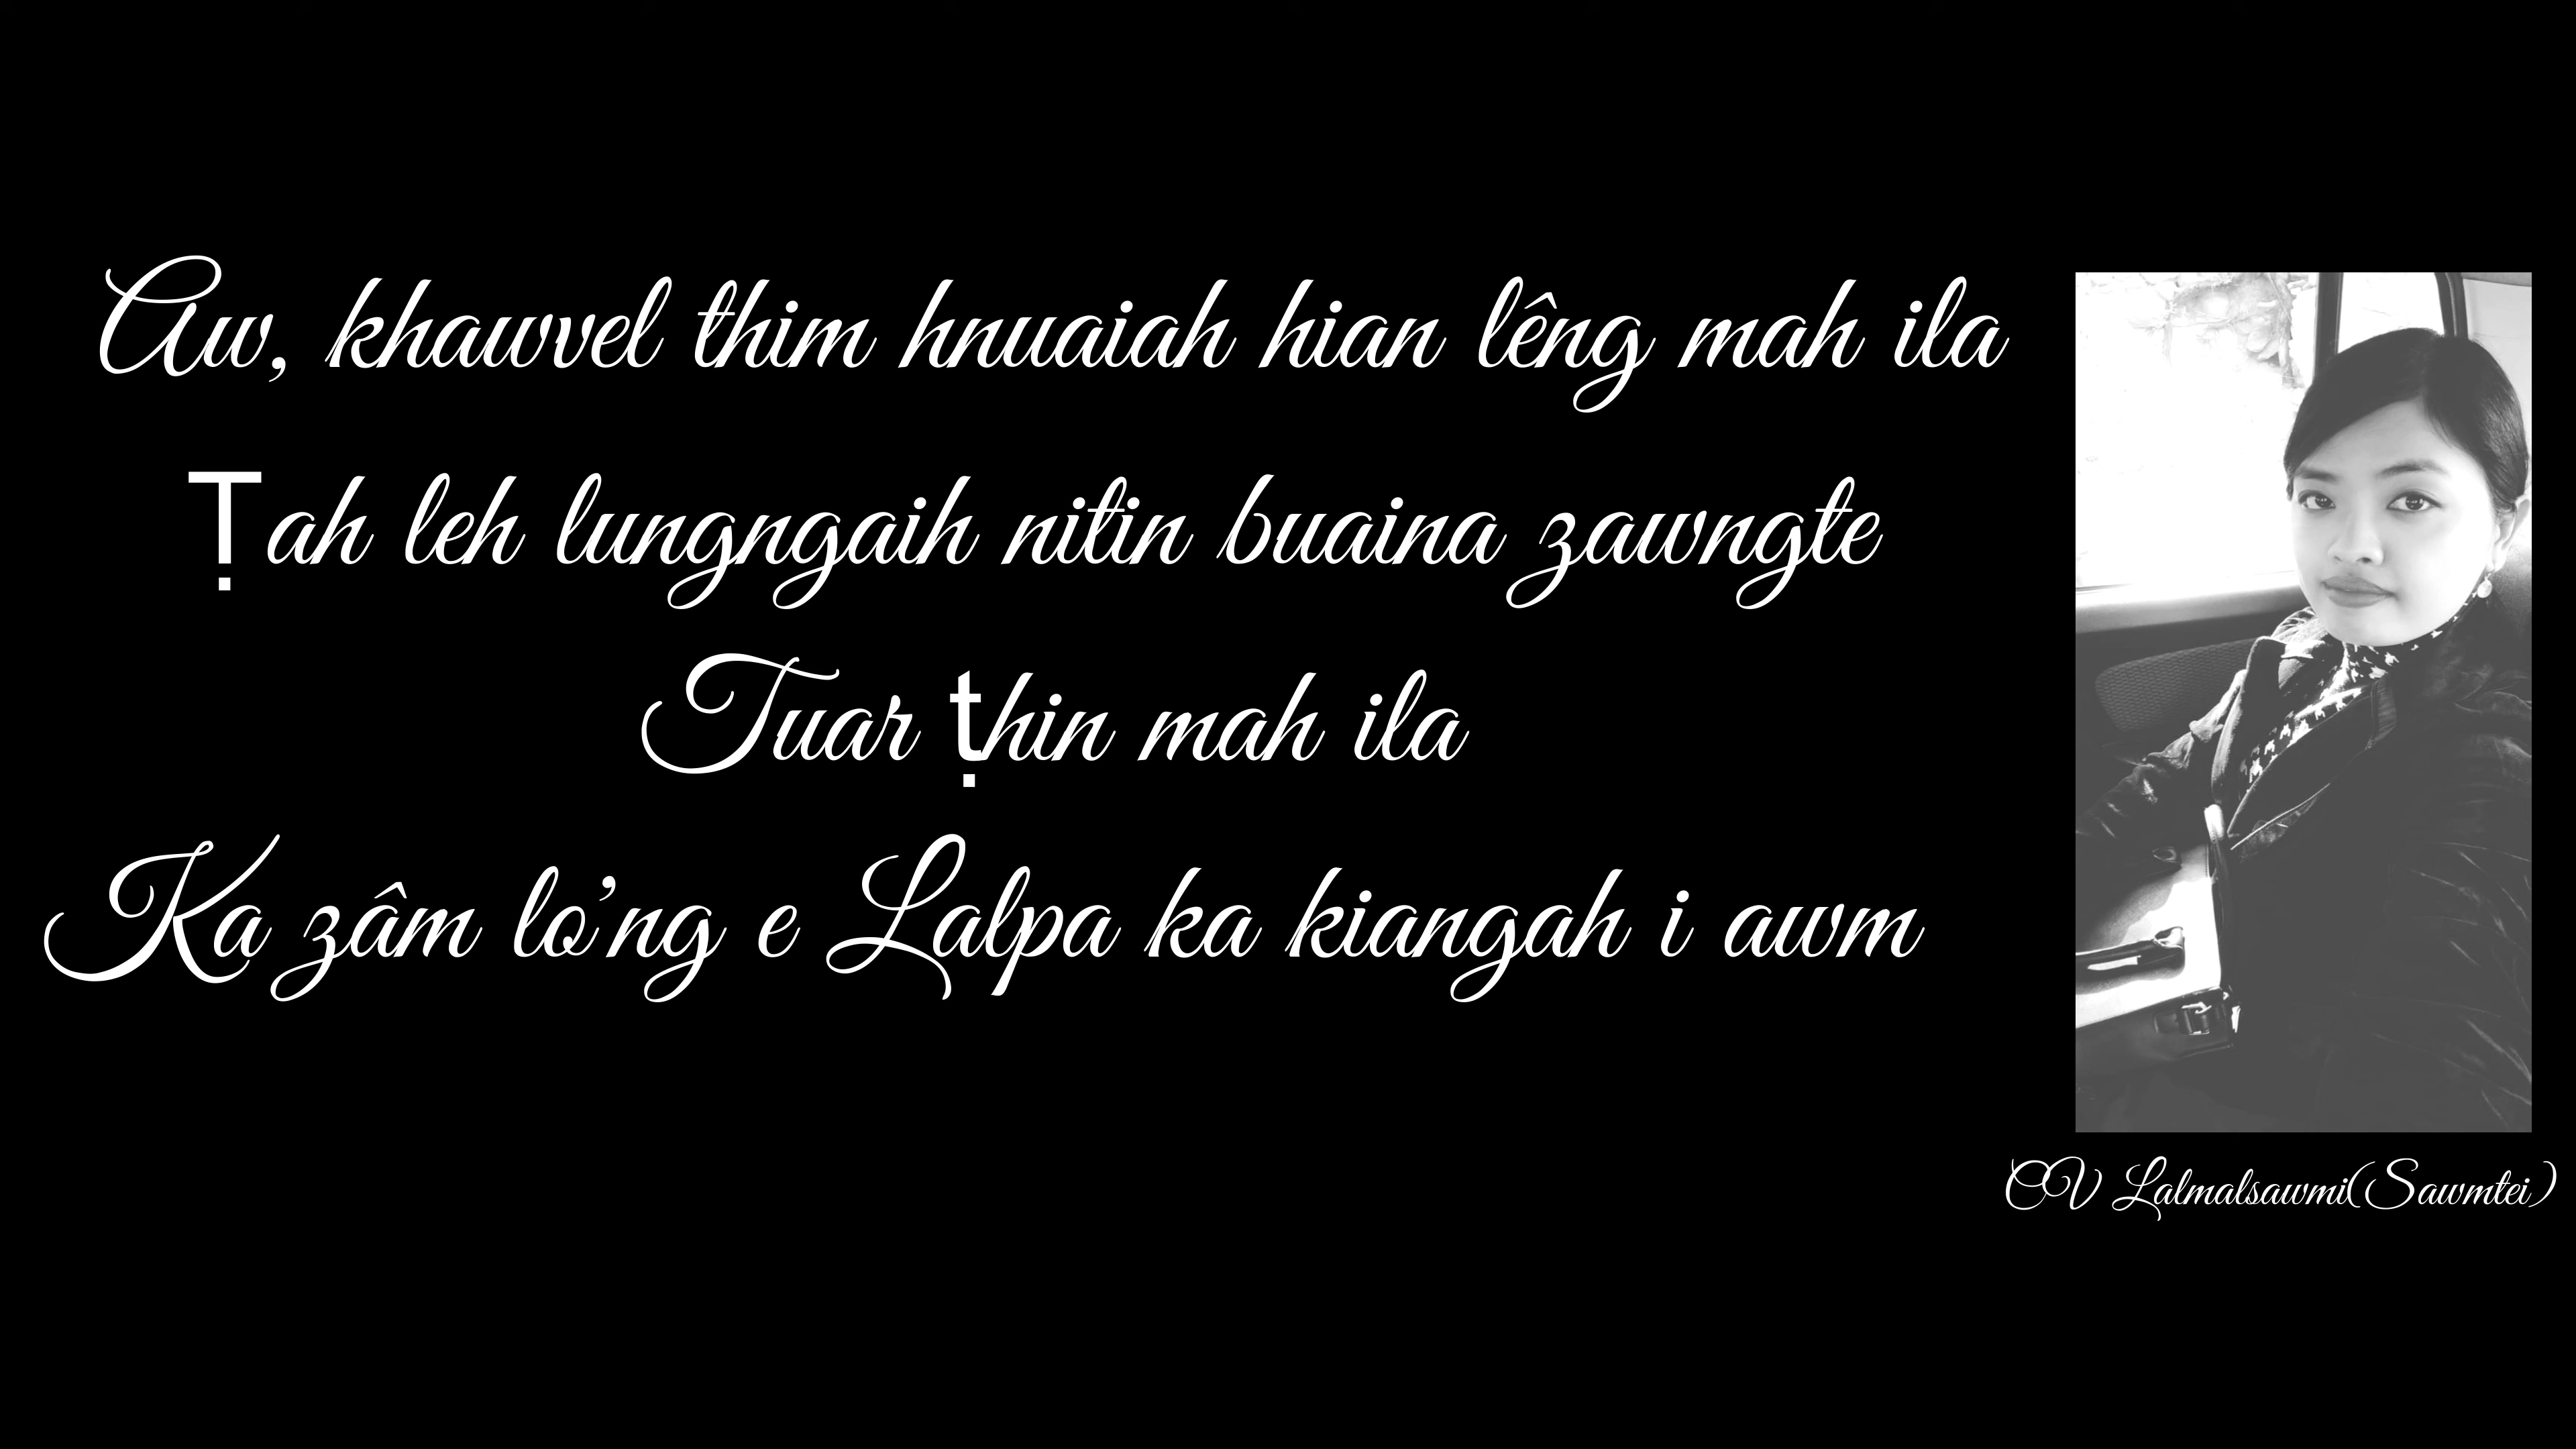 Aw, khawvel thim hnuaiah hian lêng mah ila
Ṭah leh lungngaih nitin buaina zawngte
Tuar ṭhin mah ila
Ka zâm lo'ng e Lalpa ka kiangah i awm
CV Lalmalsawmi(Sawmtei)